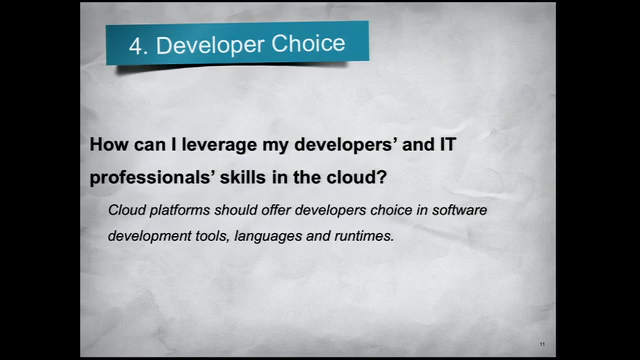 4. Developer Choice
How can I leverage my developers’ and IT
professionals’ skills in the cloud?
Cloud platforms should offer developers choice in software
development tools, languages and runtimes.
11